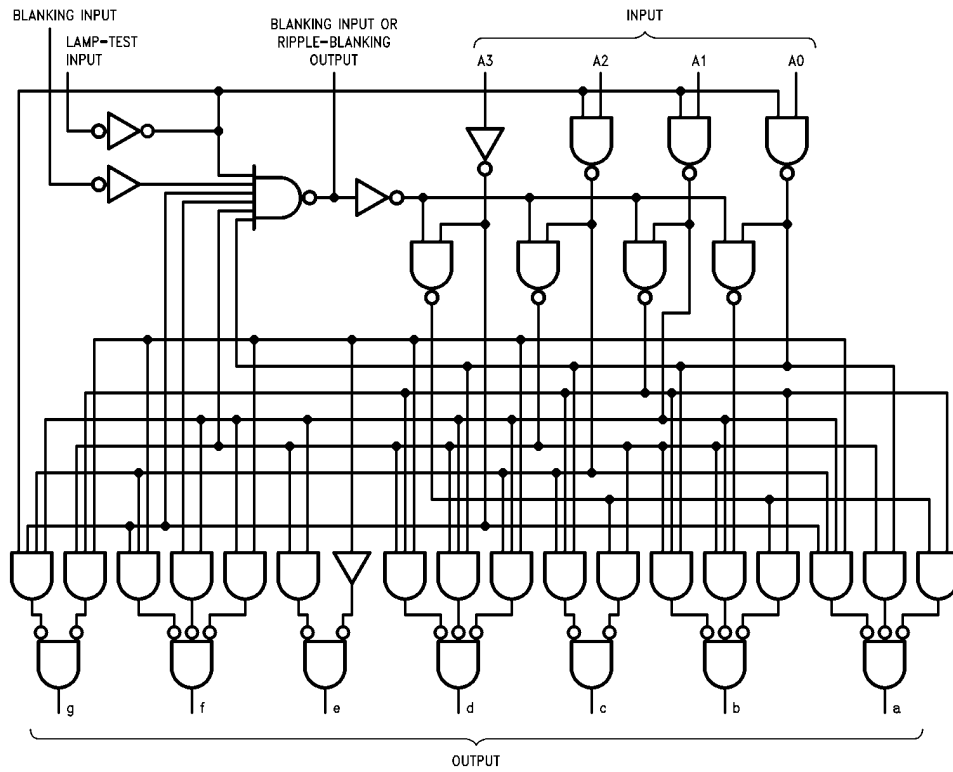 BLANKING INPUT
LAMP-TEST
INPUT
BLANKING INPUT OR
RIPPLE-BLANKING
OUTPUT
INPUT
A3 A2 A1 A0
g f e d c b a
OUTPUT